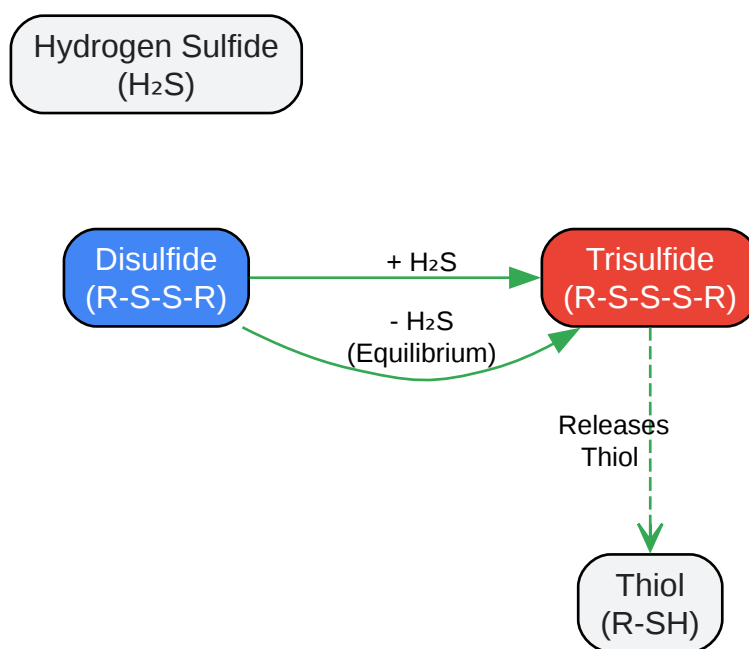 Hydrogen Sulfide
(H₂S)
Disulfide
(R-S-S-R)
+ H₂S
Trisulfide
(R-S-S-S-R)
- H₂S
(Equilibrium)
Releases
Thiol
Thiol
(R-SH)